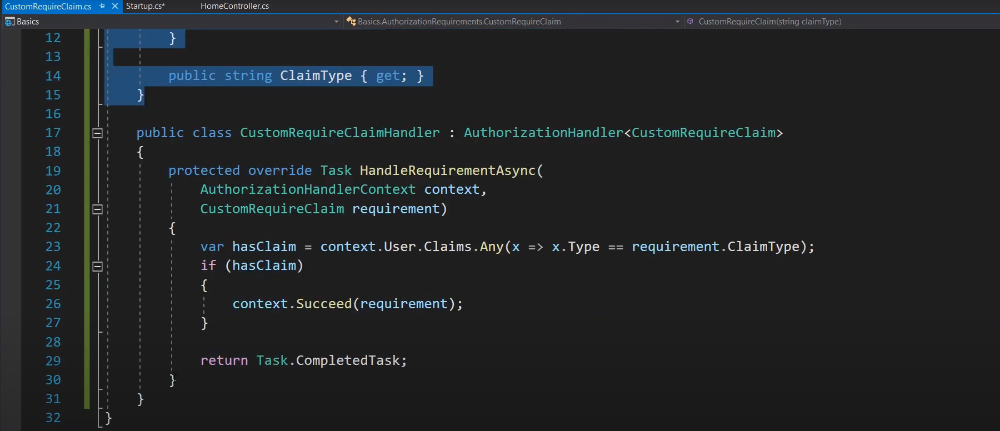 CustomRequireClaim.cs Startup.cs* HomeController.cs
Basics Basics.AuthorizationRequirements.CustomRequireClaim CustomRequireClaim(string claimType)
12 }
13
14 public string ClaimType { get; }
15 }
16
17 public class CustomRequireClaimHandler : AuthorizationHandler<CustomRequireClaim>
18 {
19 protected override Task HandleRequirementAsync(
20 AuthorizationHandlerContext context,
21 CustomRequireClaim requirement)
22 {
23 var hasClaim = context.User.Claims.Any(x => x.Type == requirement.ClaimType);
24 if (hasClaim)
25 {
26 context.Succeed(requirement);
27 }
28
29 return Task.CompletedTask;
30 }
31 }
32 }